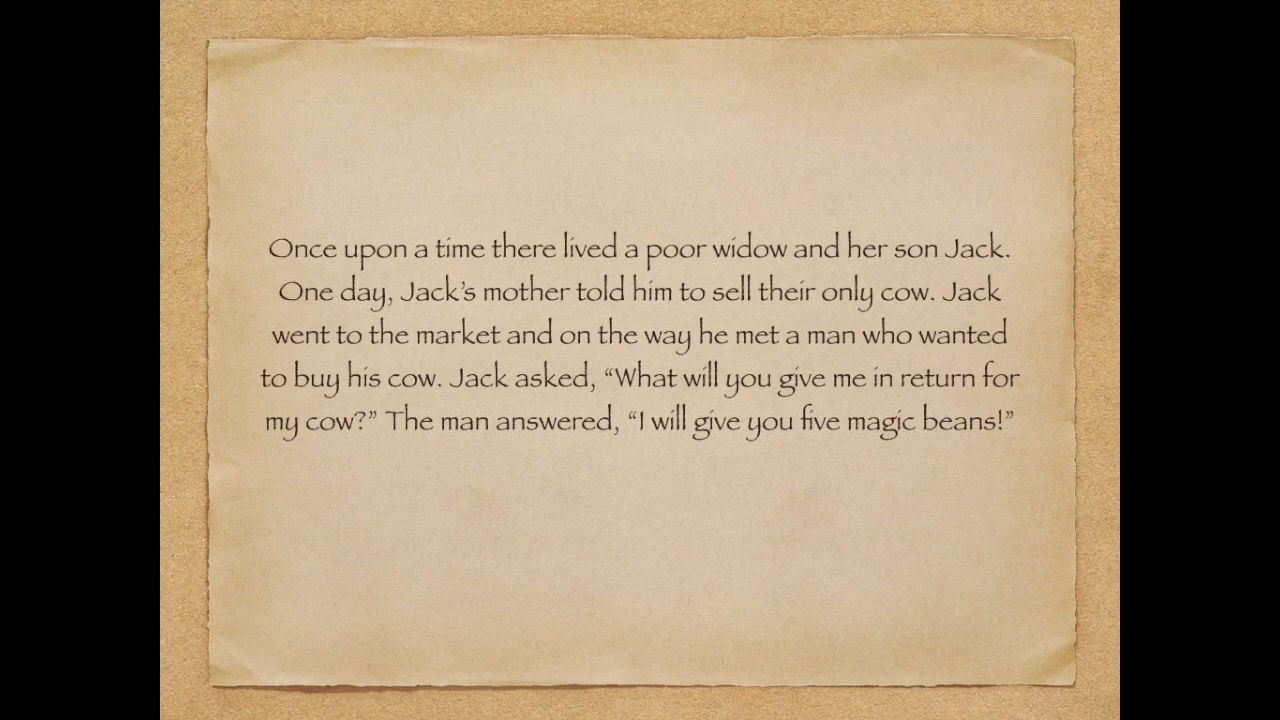 Once upon a time there lived a poor widow and her son Jack.
One day, Jack’s mother told him to sell their only cow. Jack
went to the market and on the way he met a man who wanted
to buy his cow. Jack asked, “What will you give me in return for
my cow?” The man answered, “I will give you five magic beans!”